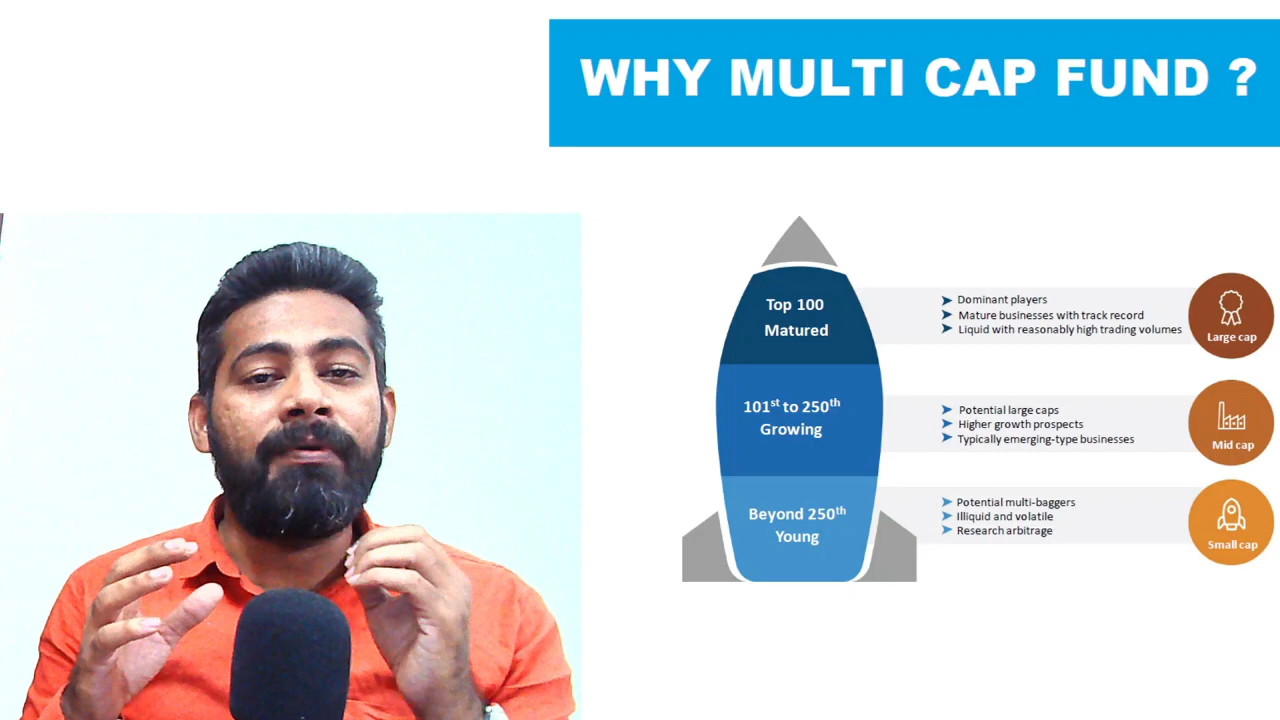 WHY MULTI CAP FUND ?
Top 100
Matured
Dominant players
Mature businesses with track record
Liquid with reasonably high trading volumes
Large cap
101st to 250th
Growing
Potential large caps
Higher growth prospects
Typically emerging-type businesses
Mid cap
Beyond 250th
Young
Potential multi-baggers
Illiquid and volatile
Research arbitrage
Small cap